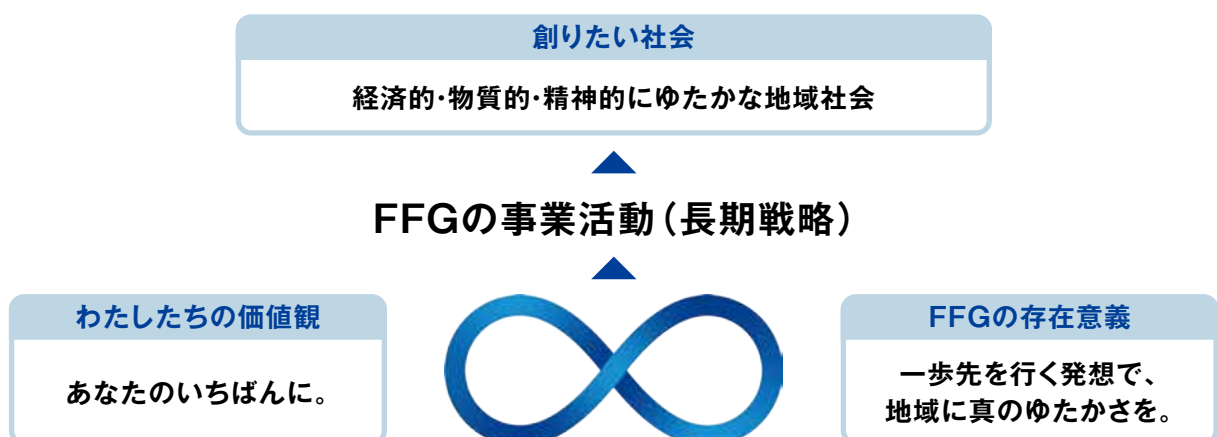 創りたい社会
経済的･物質的･精神的にゆたかな地域社会
FFGの事業活動（長期戦略）
わたしたちの価値観
あなたのいちばんに。
FFGの存在意義
一歩先を行く発想で、
地域に真のゆたかさを。